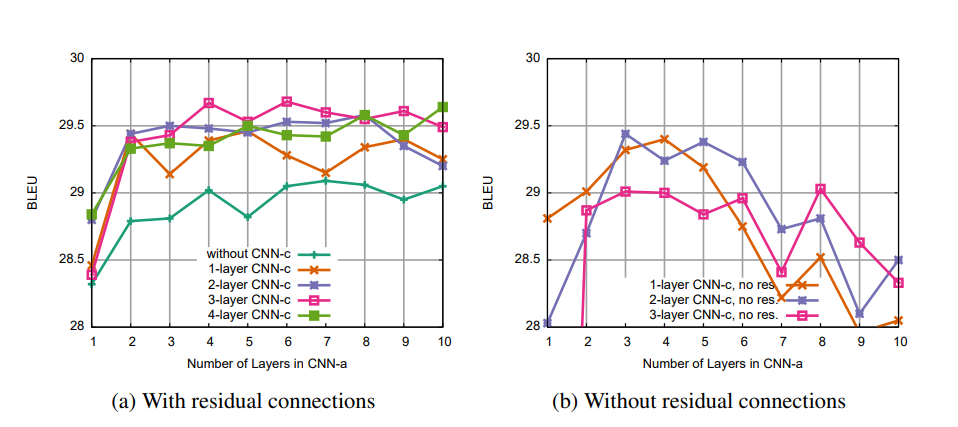 30
29.5
29
28.5
28
BLEU
without CNN-c
1-layer CNN-c
2-layer CNN-c
3-layer CNN-c
4-layer CNN-c
1 2 3 4 5 6 7 8 9 10
Number of Layers in CNN-a
(a) With residual connections
30
29.5
29
28.5
28
BLEU
1-layer CNN-c, no res.
2-layer CNN-c, no res.
3-layer CNN-c, no res.
1 2 3 4 5 6 7 8 9 10
Number of Layers in CNN-a
(b) Without residual connections